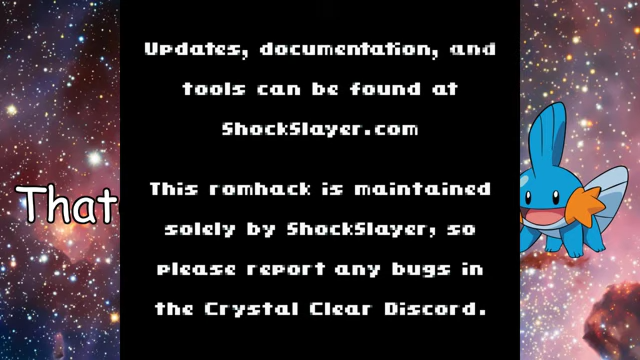 Updates, documentation, and
tools can be found at
ShockSlayer.com
This romhack is maintained
That
solely by ShockSlayer, so
please report any bugs in
the Crystal Clear Discord.